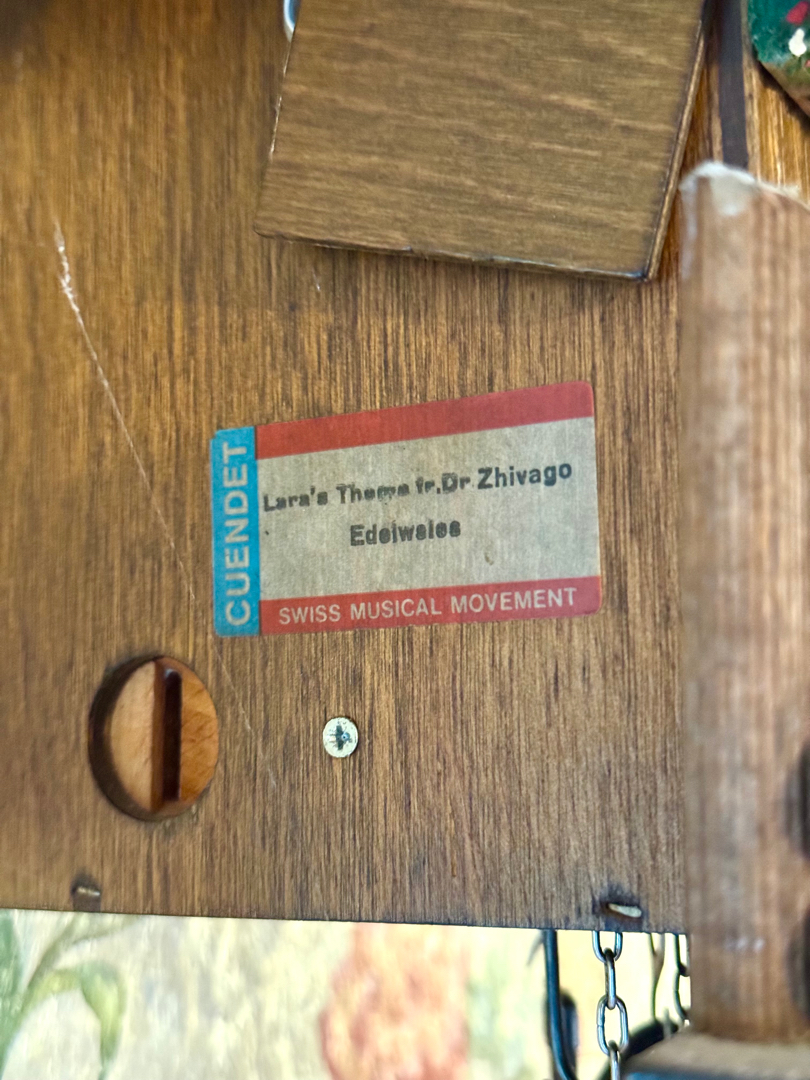 CUENDET
Lara's Theme fr.Dr Zhivago
Edelweiss
SWISS MUSICAL MOVEMENT